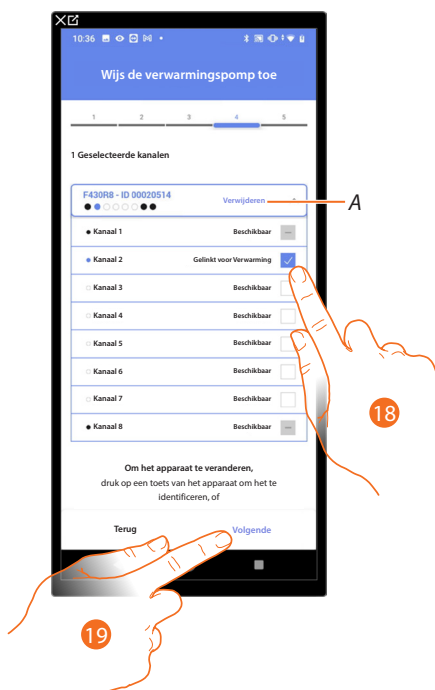 10:36
Wijs de verwarmingspomp toe
1 2 3 4 5
1 Geselecteerde kanalen
F430R8 - ID 00020514
Verwijderen
A
Kanaal 1 Beschikbaar
Kanaal 2 Gelinkt voor Verwarming
Kanaal 3 Beschikbaar
Kanaal 4 Beschikbaar
Kanaal 5 Beschikbaar
Kanaal 6 Beschikbaar
Kanaal 7 Beschikbaar
Kanaal 8 Beschikbaar
18
Om het apparaat te veranderen,
druk op een toets van het apparaat om het te
identificeren, of
Terug Volgende
19